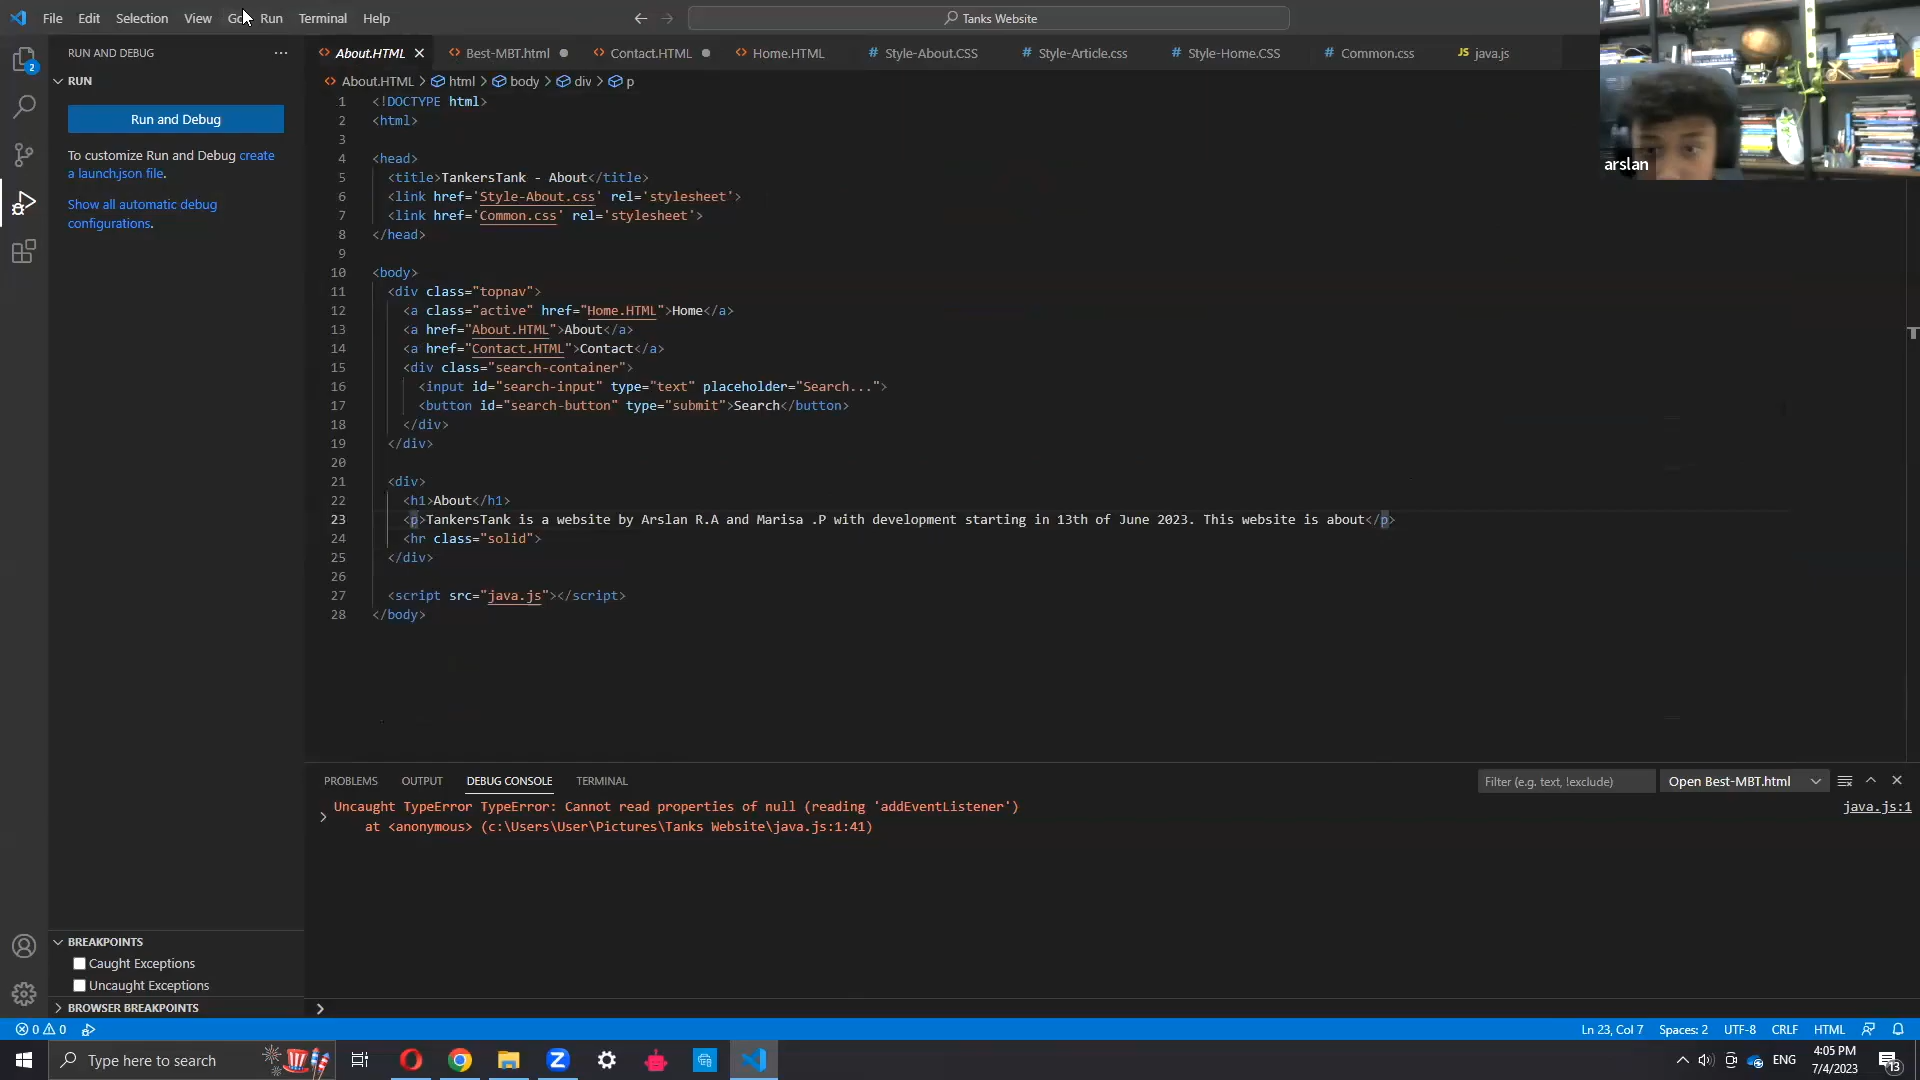 File Edit Selection View Go Run Terminal Help
Tanks Website
RUN AND DEBUG
About.HTML Best-MBT.html Contact.HTML Home.HTML Style-About.CSS Style-Article.css Style-Home.CSS Common.css JS java.js
RUN
About.HTML > html > body > div > p
Run and Debug
To customize Run and Debug create
a launch.json file.
Show all automatic debug
configurations.
1 <!DOCTYPE html>
2 <html>
3
4 <head>
5 <title>TankersTank - About</title>
6 <link href='Style-About.css' rel='stylesheet'>
7 <link href='Common.css' rel='stylesheet'>
8 </head>
9
10 <body>
11 <div class="topnav">
12 <a class="active" href="Home.HTML">Home</a>
13 <a href="About.HTML">About</a>
14 <a href="Contact.HTML">Contact</a>
15 <div class="search-container">
16 <input id="search-input" type="text" placeholder="Search...">
17 <button id="search-button" type="submit">Search</button>
18 </div>
19 </div>
20
21 <div>
22 <h1>About</h1>
23 <p>TankersTank is a website by Arslan R.A and Marisa .P with development starting in 13th of June 2023. This website is about</p>
24 <hr class="solid">
25 </div>
26
27 <script src="java.js"></script>
28 </body>
arslan
PROBLEMS OUTPUT DEBUG CONSOLE TERMINAL
Filter (e.g. text, !exclude) Open Best-MBT.html
Uncaught TypeError TypeError: Cannot read properties of null (reading 'addEventListener') java.js:1
at <anonymous> (c:\Users\User\Pictures\Tanks Website\java.js:1:41)
BREAKPOINTS
Caught Exceptions
Uncaught Exceptions
BROWSER BREAKPOINTS
0 0
Ln 23, Col 7 Spaces: 2 UTF-8 CRLF HTML
Type here to search
ENG
4:05 PM
7/4/2023
13
2